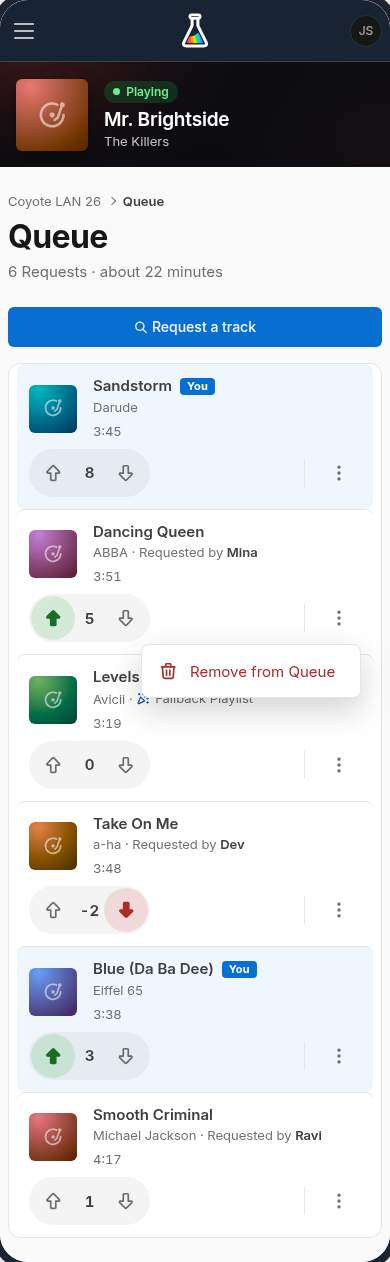 JS
Playing
Mr. Brightside
The Killers
Coyote LAN 26 > Queue
Queue
6 Requests · about 22 minutes
Request a track
Sandstorm You
Darude
3:45
8
Dancing Queen
ABBA · Requested by Mina
3:51
5
Remove from Queue
Levels
Avicii · Fallback Playlist
3:19
0
Take On Me
a-ha · Requested by Dev
3:48
-2
Blue (Da Ba Dee) You
Eiffel 65
3:38
3
Smooth Criminal
Michael Jackson · Requested by Ravi
4:17
1